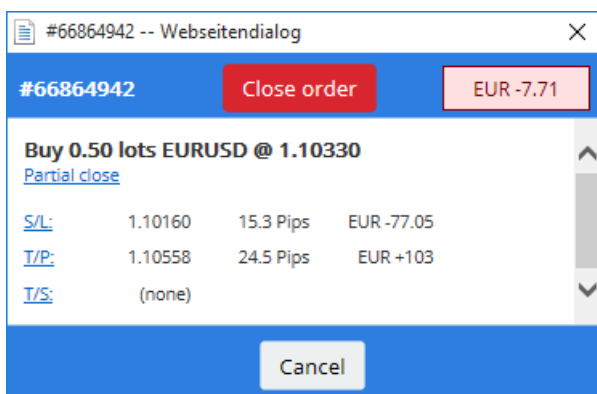 #66864942 -- Webseitendialog
#66864942 Close order EUR -7.71
Buy 0.50 lots EURUSD @ 1.10330
Partial close
S/L: 1.10160 15.3 Pips EUR -77.05
T/P: 1.10558 24.5 Pips EUR +103
T/S: (none)
Cancel